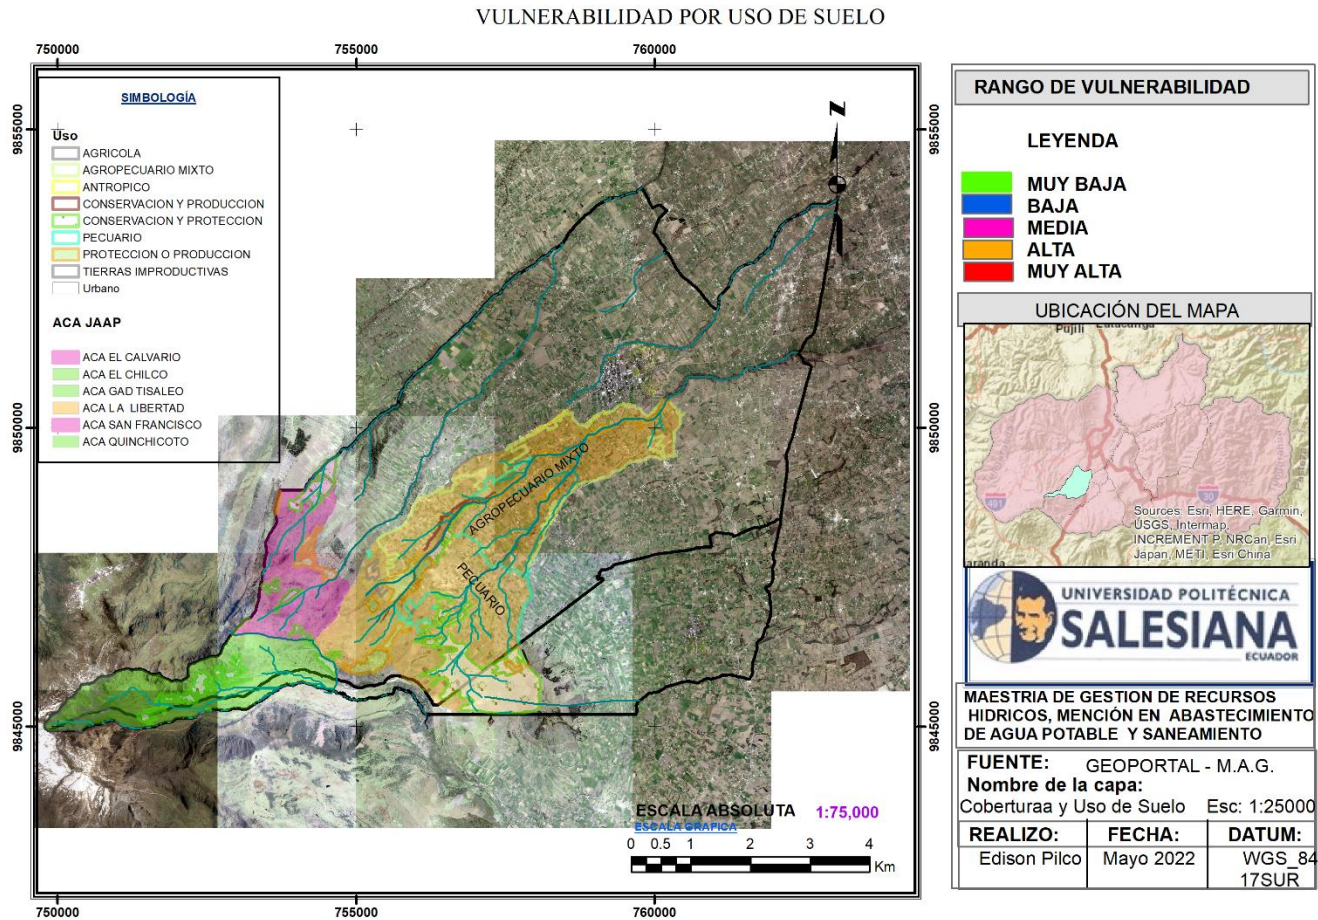 VULNERABILIDAD POR USO DE SUELO
750000
755000
760000
9855000
9850000
9845000
SIMBOLOGÍA
Uso
AGRICOLA
AGROPECUARIO MIXTO
ANTROPICO
CONSERVACION Y PRODUCCION
CONSERVACION Y PROTECCION
PECUARIO
PROTECCION O PRODUCCION
TIERRAS IMPRODUCTIVAS
Urbano
ACA JAAP
ACA EL CALVARIO
ACA EL CHILCO
ACA GAD TISALEO
ACA LA LIBERTAD
ACA SAN FRANCISCO
ACA QUINCHICOTO
Z
AGROPECUARIO MIXTO
PECUARIO
9855000
9850000
9845000
ESCALA ABSOLUTA 1:75,000
ESCALA GRAFICA
0 0.5 1 2 3 4
Km
750000
755000
760000
RANGO DE VULNERABILIDAD
LEYENDA
MUY BAJA
BAJA
MEDIA
ALTA
MUY ALTA
UBICACIÓN DEL MAPA
Pujilí
Latacunga
491
30
Sources: Esri, HERE, Garmin,
USGS, Intermap,
INCREMENT P, NRCan, Esri
Japan, METI, Esri China
aranda
UNIVERSIDAD POLITÉCNICA
SALESIANA
ECUADOR
MAESTRIA DE GESTION DE RECURSOS
HIDRICOS, MENCIÓN EN ABASTECIMIENTO
DE AGUA POTABLE Y SANEAMIENTO
FUENTE: GEOPORTAL - M.A.G.
Nombre de la capa:
Coberturaa y Uso de Suelo Esc: 1:25000
REALIZO: FECHA: DATUM:
Edison Pilco Mayo 2022 WGS_84
17SUR